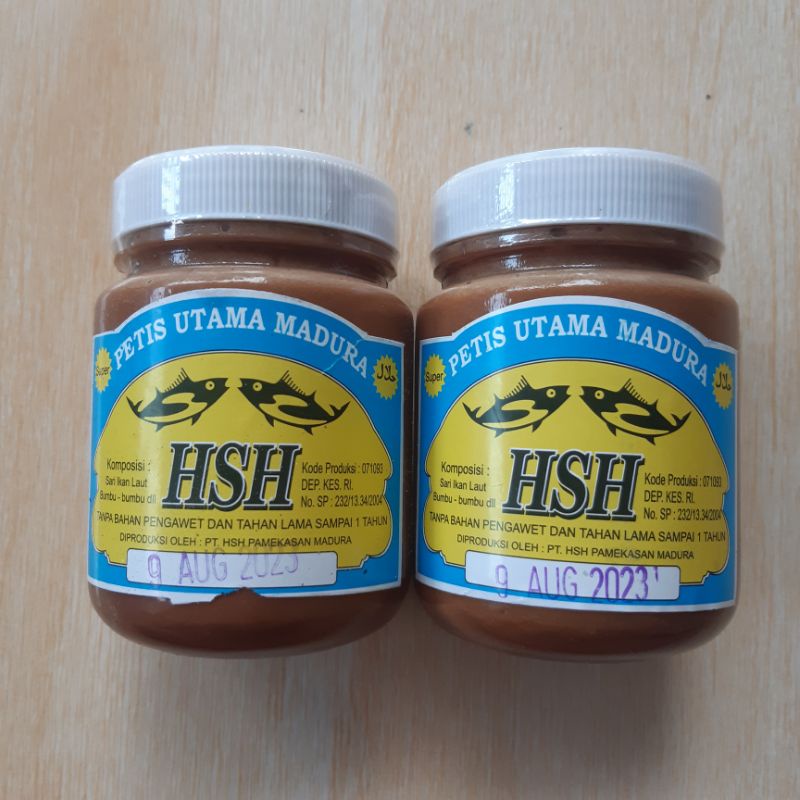 PETIS UTAMA MADURA
Super
حلال
HSH
Komposisi :
Sari Ikan Laut
Bumbu - bumbu dll
Kode Produksi : 071093
DEP. KES. RI.
No. SP : 232/13.34/2004
TANPA BAHAN PENGAWET DAN TAHAN LAMA SAMPAI 1 TAHUN
DIPRODUKSI OLEH : PT. HSH PAMEKASAN MADURA
9 AUG 2023
PETIS UTAMA MADURA
Super
حلال
HSH
Komposisi :
Sari Ikan Laut
Bumbu - bumbu dll
Kode Produksi : 071093
DEP. KES. RI.
No. SP : 232/13.34/2004
TANPA BAHAN PENGAWET DAN TAHAN LAMA SAMPAI 1 TAHUN
DIPRODUKSI OLEH : PT. HSH PAMEKASAN MADURA
9 AUG 2023